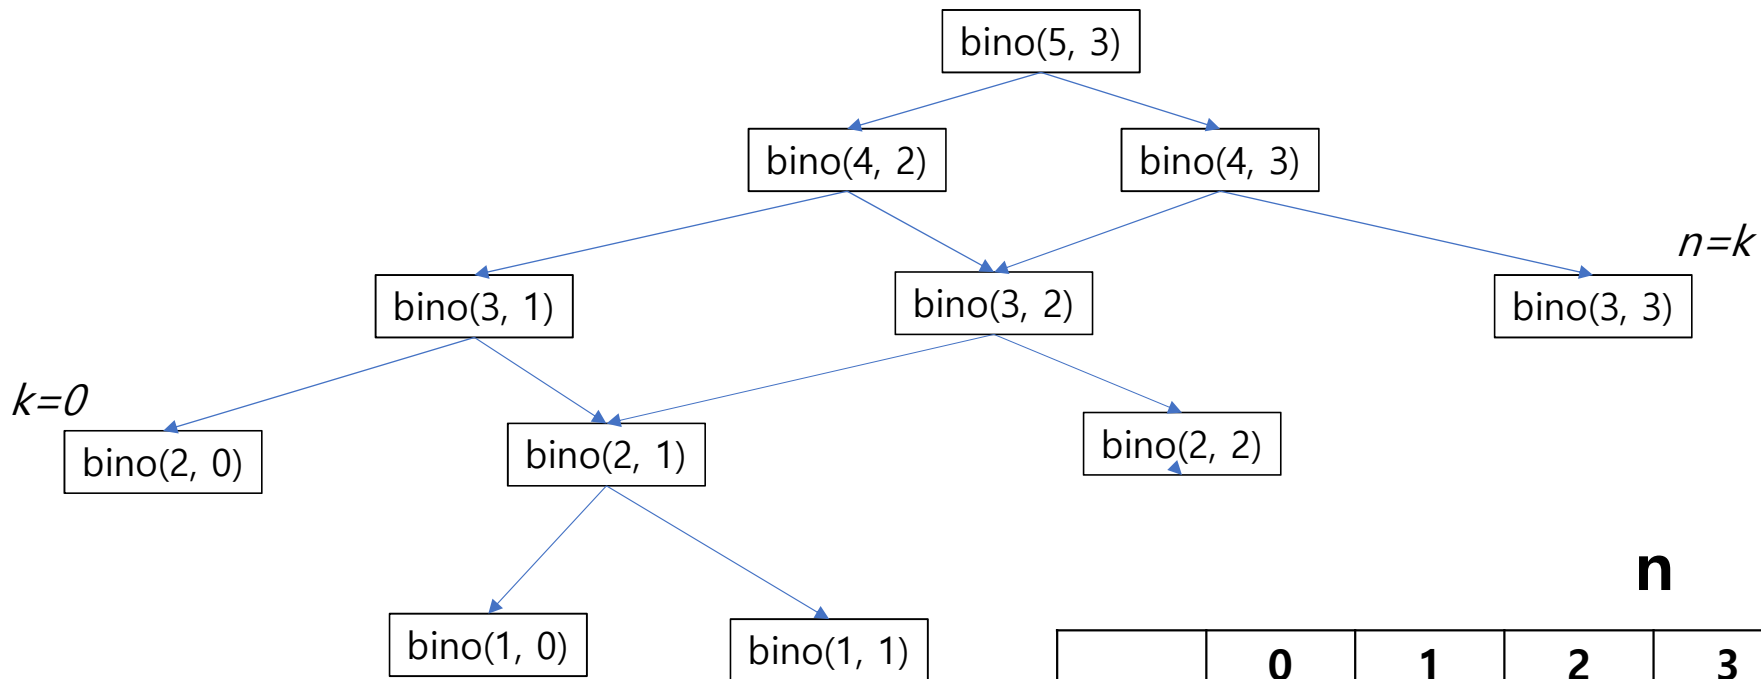 bino(5, 3)
bino(4, 2)
bino(4, 3)
n=k
bino(3, 1)
bino(3, 2)
bino(3, 3)
k=0
bino(2, 0)
bino(2, 1)
bino(2, 2)
n
bino(1, 0)
bino(1, 1)
0 1 2 3